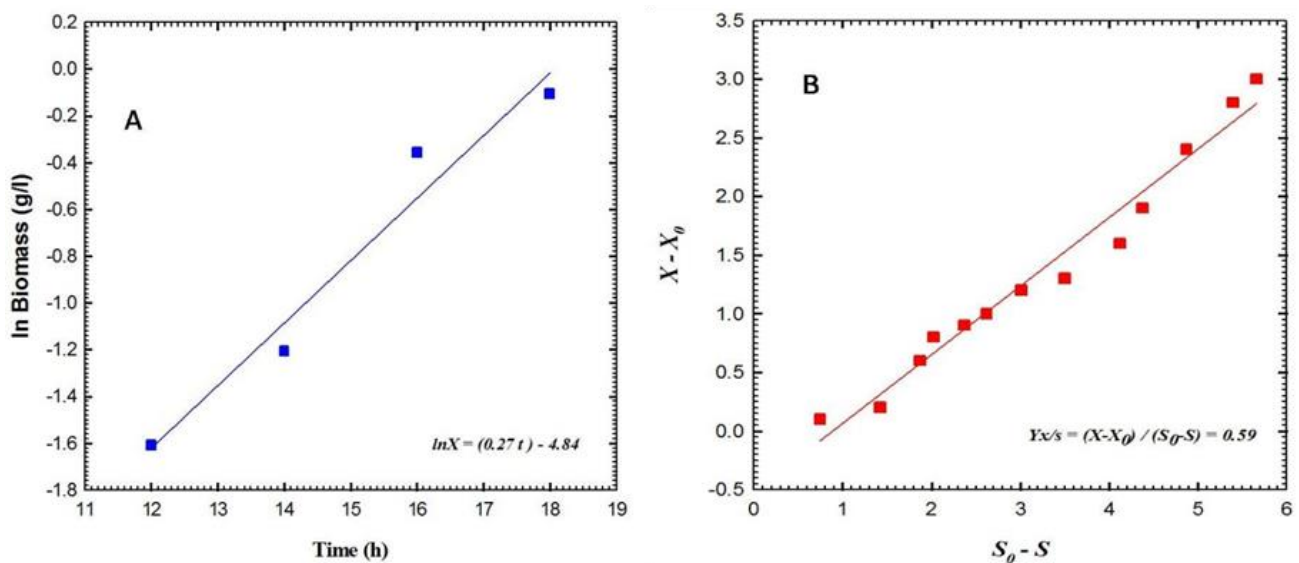 A
ln Biomass (g/l)
0.2
0.0
-0.2
-0.4
-0.6
-0.8
-1.0
-1.2
-1.4
-1.6
-1.8
lnX = (0.27 t ) - 4.84
11 12 13 14 15 16 17 18 19
Time (h)
B
X - X₀
3.5
3.0
2.5
2.0
1.5
1.0
0.5
0.0
-0.5
Yx/s = (X-X₀) / (S₀-S) = 0.59
0 1 2 3 4 5 6
S₀ - S